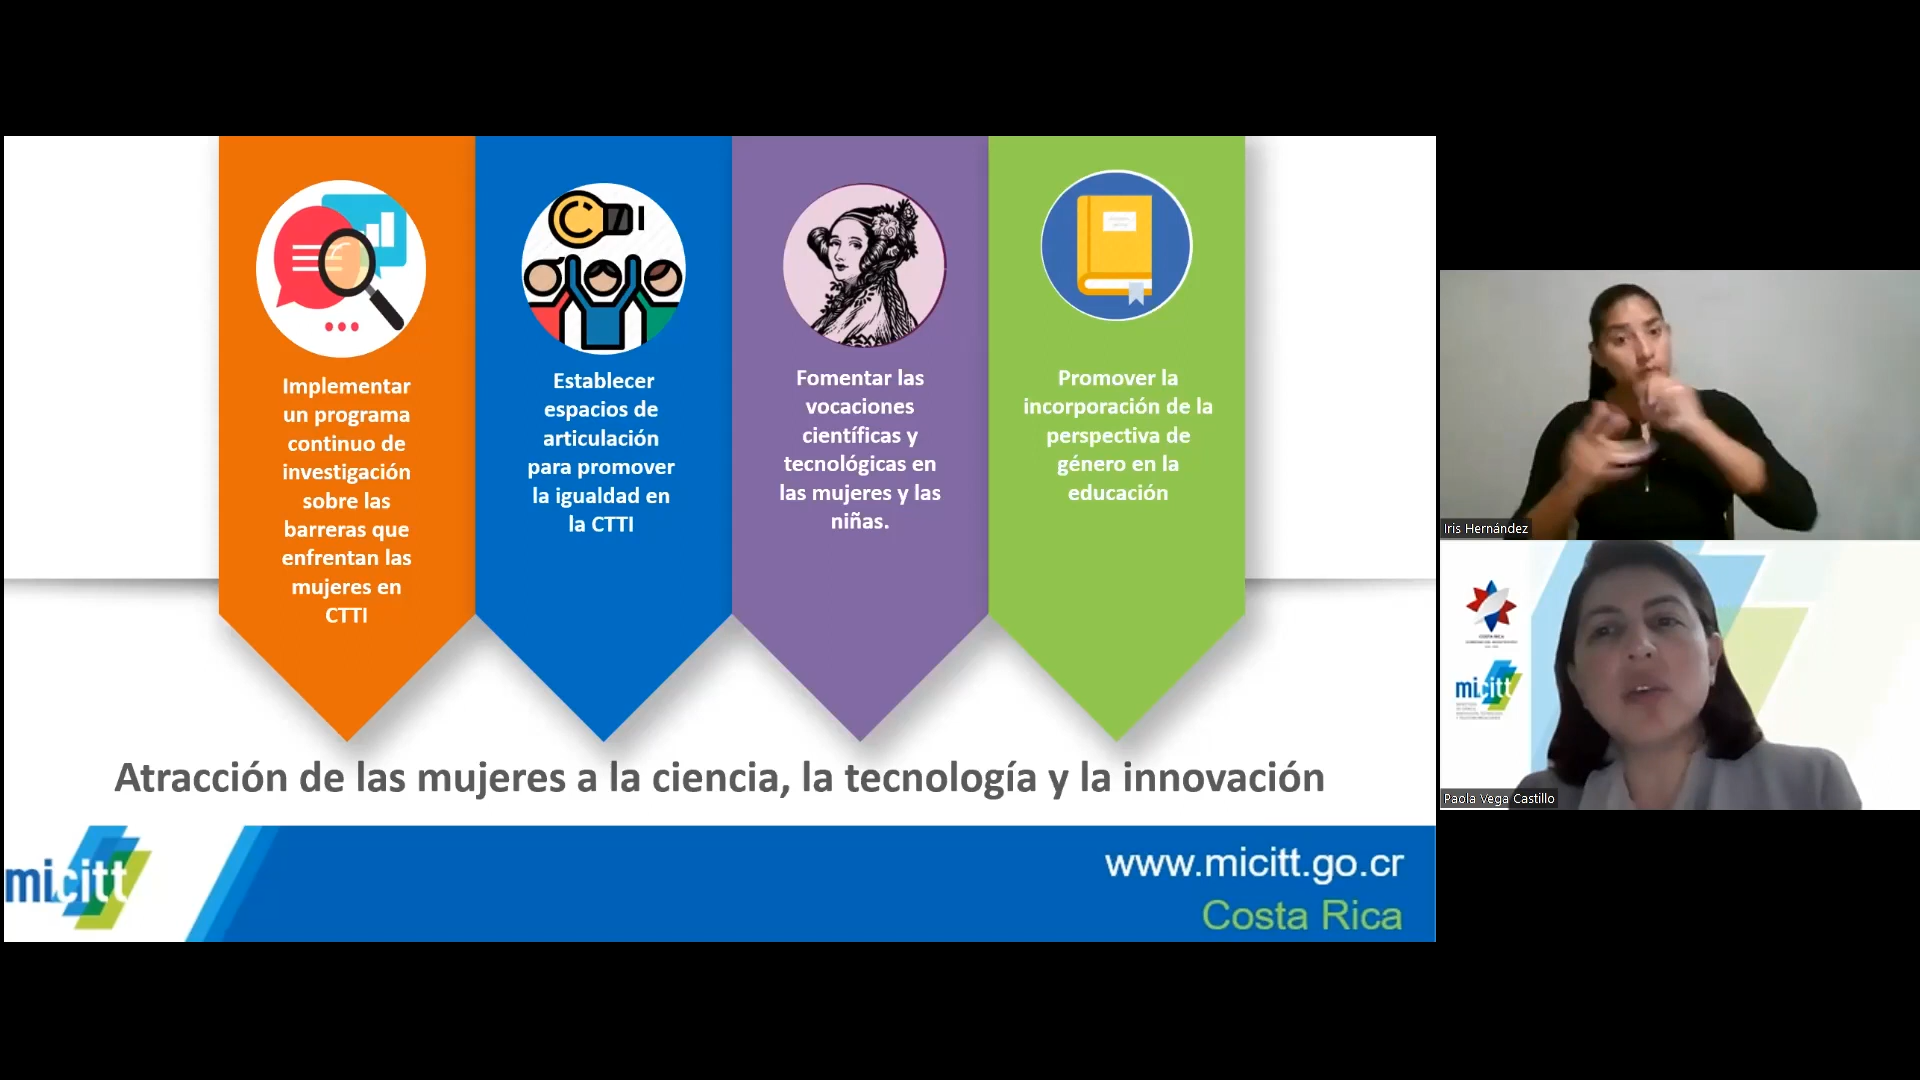 Implementar
un programa
continuo de
investigación
sobre las
barreras que
enfrentan las
mujeres en
CTTI
Establecer
espacios de
articulación
para promover
la igualdad en
la CTTI
Fomentar las
vocaciones
científicas y
tecnológicas en
las mujeres y las
niñas.
Promover la
incorporación de la
perspectiva de
género en la
educación
Atracción de las mujeres a la ciencia, la tecnología y la innovación
micitt
www.micitt.go.cr
Costa Rica
Iris Hernández
COSTA RICA
micitt
Paola Vega Castillo